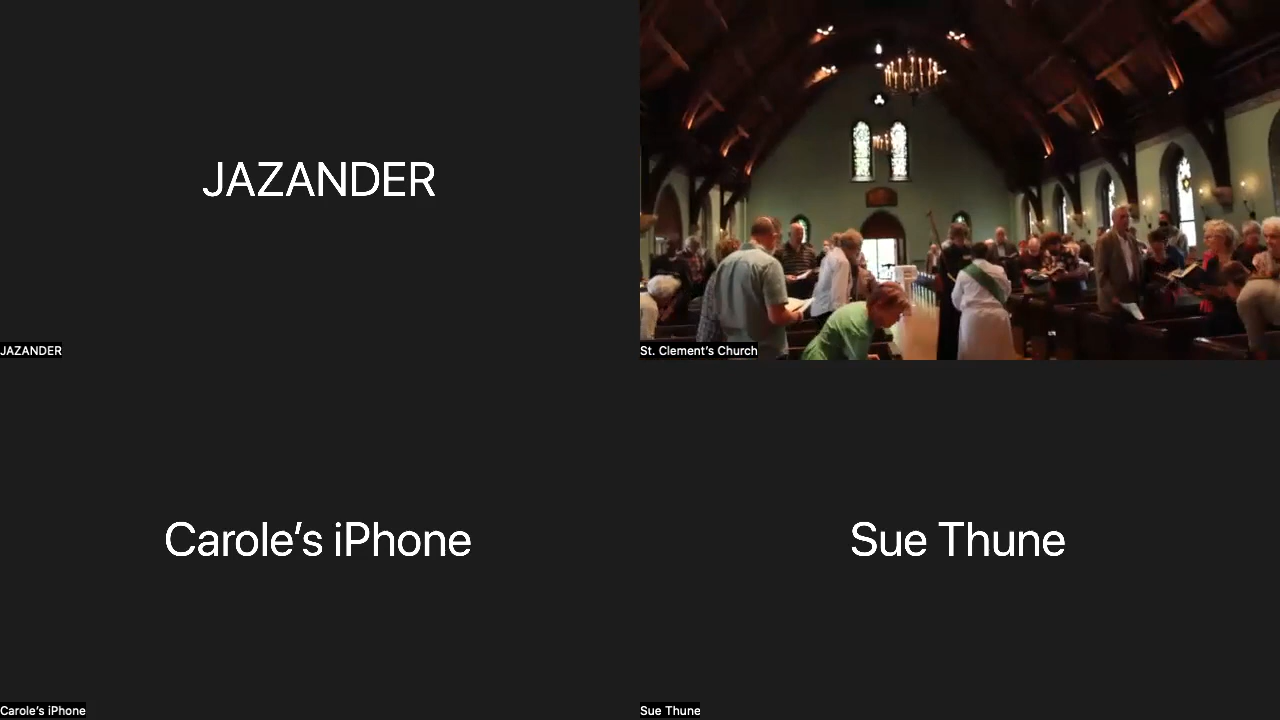 JAZANDER
JAZANDER
St. Clement’s Church
Carole’s iPhone
Sue Thune
Carole’s iPhone
Sue Thune